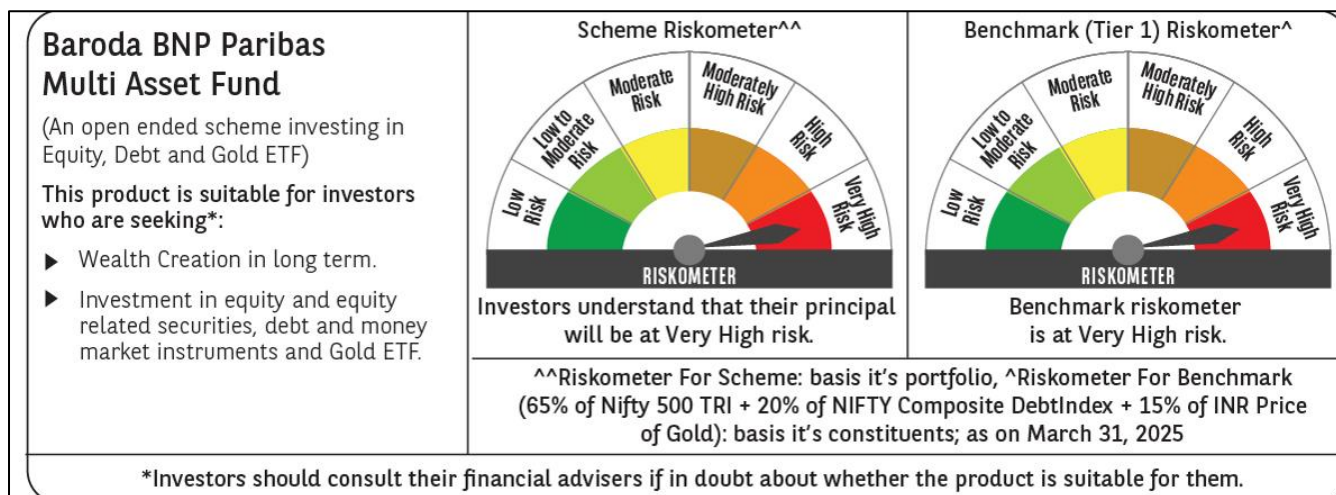 Baroda BNP Paribas
Multi Asset Fund
(An open ended scheme investing in
Equity, Debt and Gold ETF)
This product is suitable for investors
who are seeking*:
▶ Wealth Creation in long term.
▶ Investment in equity and equity
related securities, debt and money
market instruments and Gold ETF.
Scheme Riskometer^^
Low
Risk
Low to
Moderate
Risk
Moderate
Risk
Moderately
High Risk
High
Risk
Very High
Risk
RISKOMETER
Investors understand that their principal
will be at Very High risk.
Benchmark (Tier 1) Riskometer^
Low
Risk
Low to
Moderate
Risk
Moderate
Risk
Moderately
High Risk
High
Risk
Very High
Risk
RISKOMETER
Benchmark riskometer
is at Very High risk.
^^Riskometer For Scheme: basis it's portfolio, ^Riskometer For Benchmark
(65% of Nifty 500 TRI + 20% of NIFTY Composite DebtIndex + 15% of INR Price
of Gold): basis it's constituents; as on March 31, 2025
*Investors should consult their financial advisers if in doubt about whether the product is suitable for them.